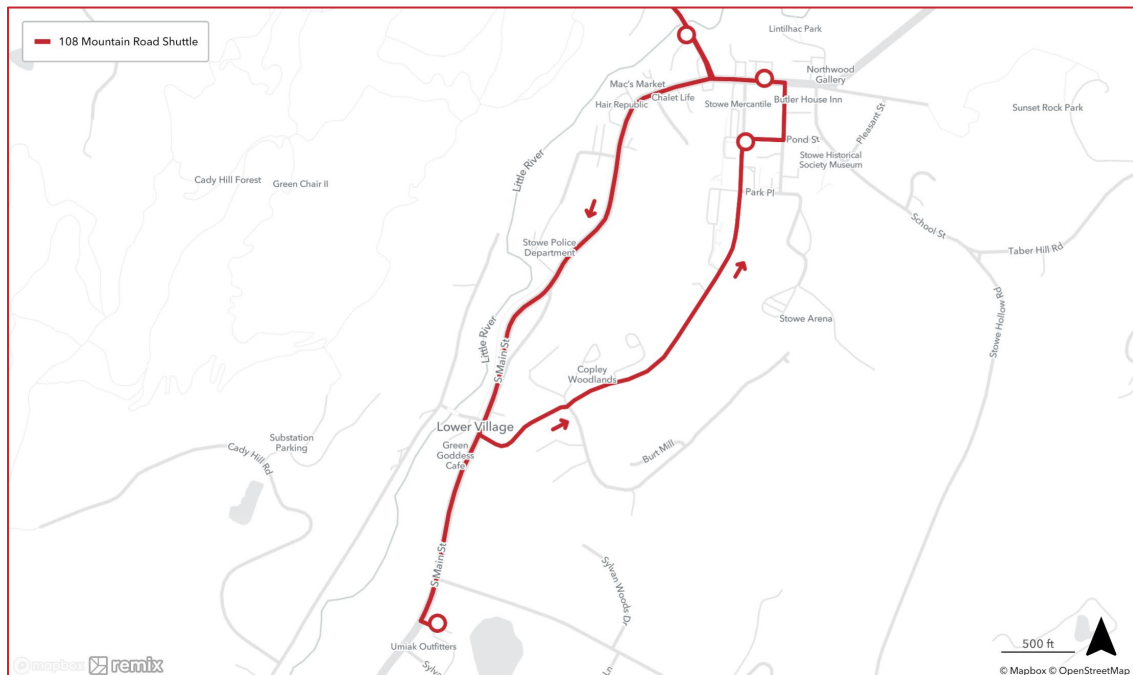 108 Mountain Road Shuttle
Lintilhac Park
Northwood
Gallery
Mac's Market
Chalet Life
Hair Republic
Stowe Mercantile
Butler House Inn
Pleasant St
Sunset Rock Park
Pond St
Stowe Historical
Society Museum
Little River
Cady Hill Forest
Green Chair II
Park Pl
School St
Stowe Police
Department
Taber Hill Rd
Stowe Hollow Rd
Little River
Stowe Arena
S Main St
Copley
Woodlands
Lower Village
Green
Goddess
Cafe
Substation
Parking
Cady Hill Rd
Burt Mill
S Main St
Sylvan Woods Dr
Umiak Outfitters
Sylv
Ln
500 ft
mapbox remix
© Mapbox © OpenStreetMap